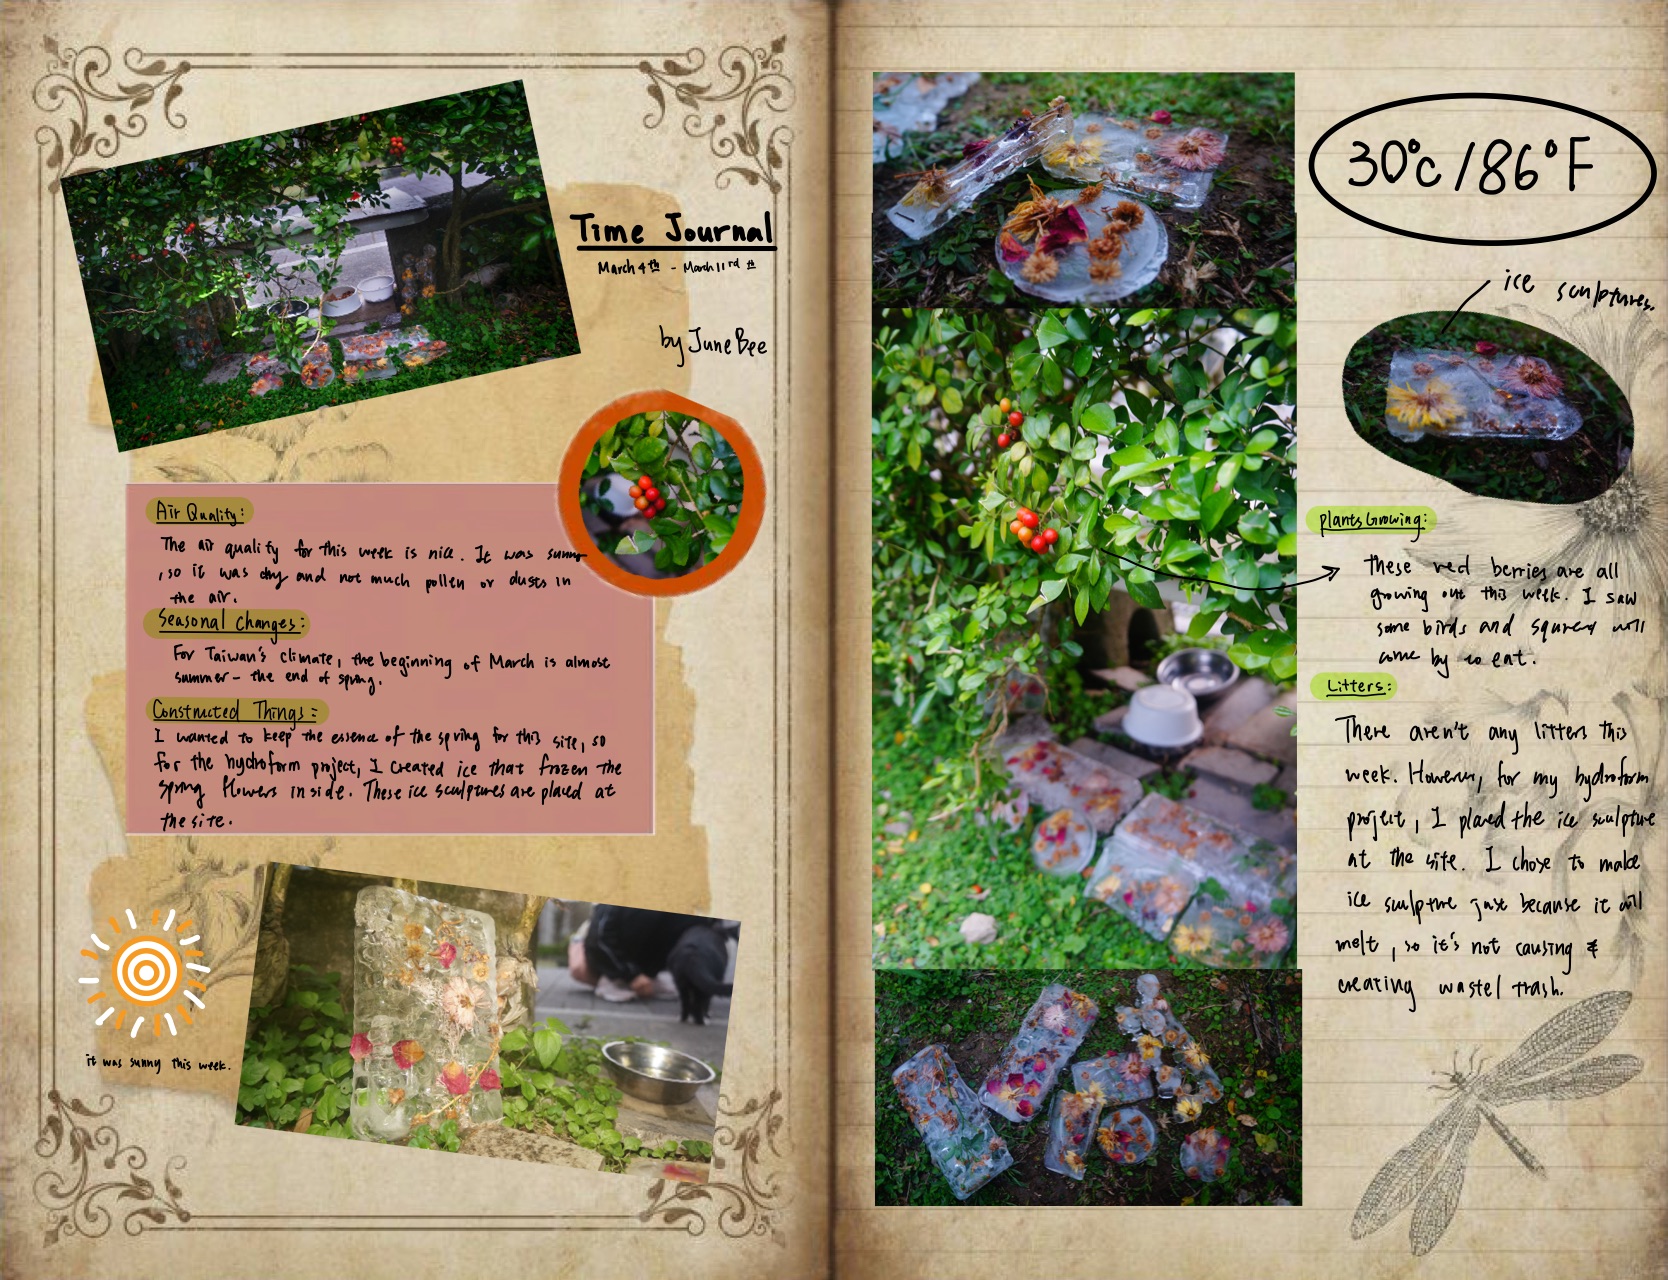 Time Journal
March 4th - March 11rd th
by June Bee
Air Quality:
The air quality for this week is nice. It was sunny
, so it was dry and not much pollen or dusts in
the air.
Seasonal Changes:
For Taiwan's climate, the beginning of March is almost
summer - the end of spring.
Constructed Things:
I wanted to keep the essence of the spring for this site, so
for the hydroform project, I created ice that frozen the
spring flowers inside. These ice sculptures are placed at
the site.
it was sunny this week.
30°C/86°F
ice sculptures.
Plants Growing:
these red berries are all
growing out this week. I saw
some birds and squirrels will
come by to eat.
Litters:
There aren't any litters this
week. However, for my hydroform
project, I placed the ice sculpture
at the site. I chose to make
ice sculpture just because it will
melt, so it's not causing &
creating waste/trash.